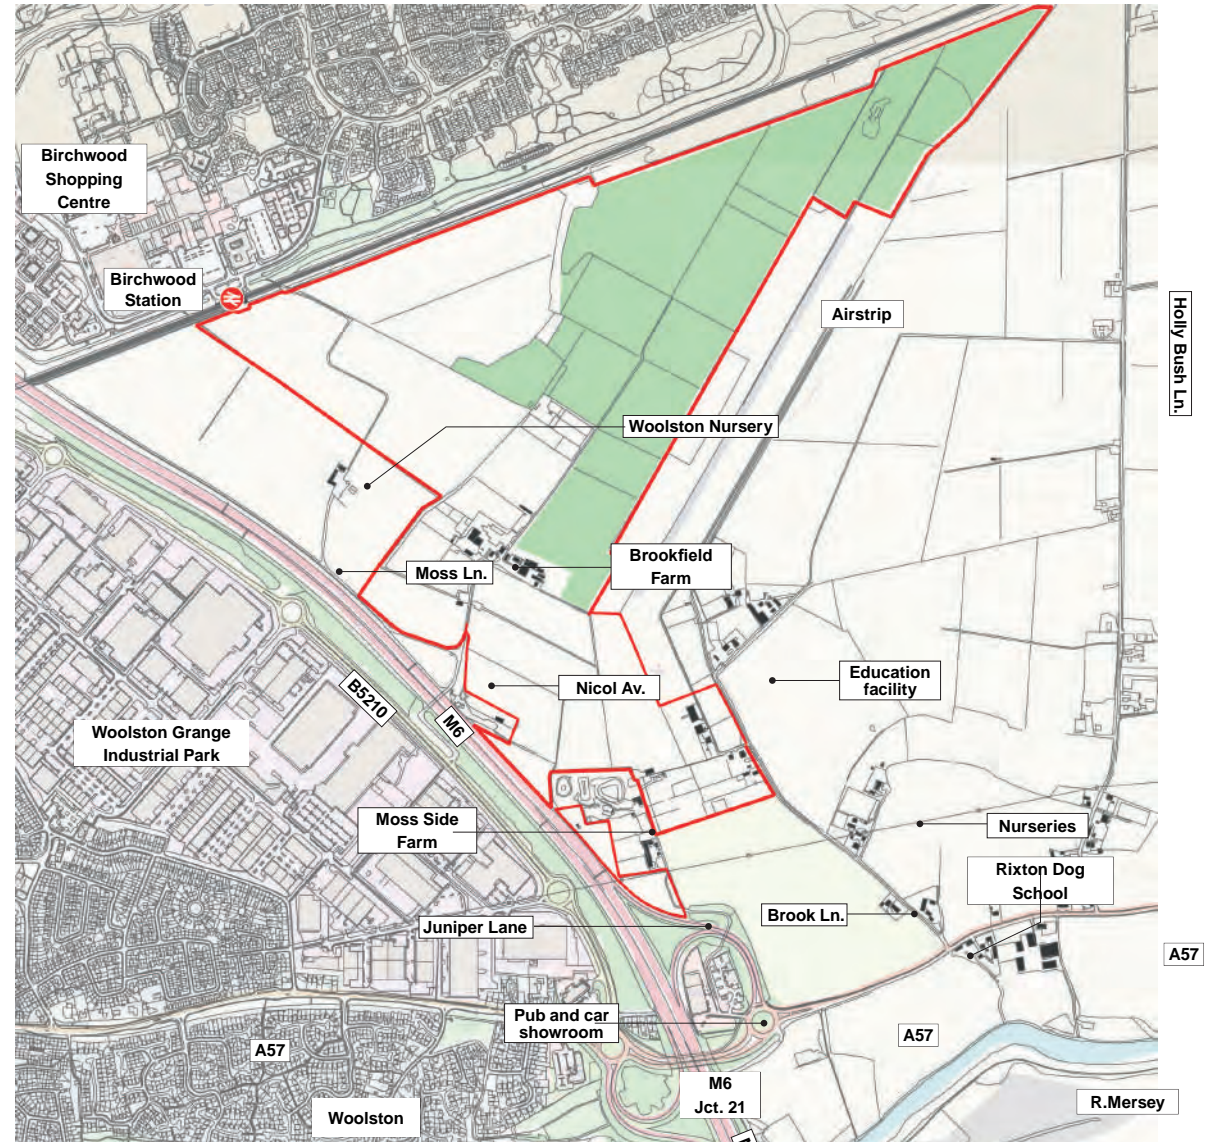 Birchwood
Shopping
Centre
Birchwood
Station
Airstrip
Holly Bush Ln.
Woolston Nursery
Brookfield
Farm
Moss Ln.
Education
facility
Nicol Av.
B5210
M6
Woolston Grange
Industrial Park
Moss Side
Farm
Nurseries
Rixton Dog
School
Brook Ln.
Juniper Lane
A57
Pub and car
showroom
A57
A57
M6
Jct. 21
R.Mersey
Woolston